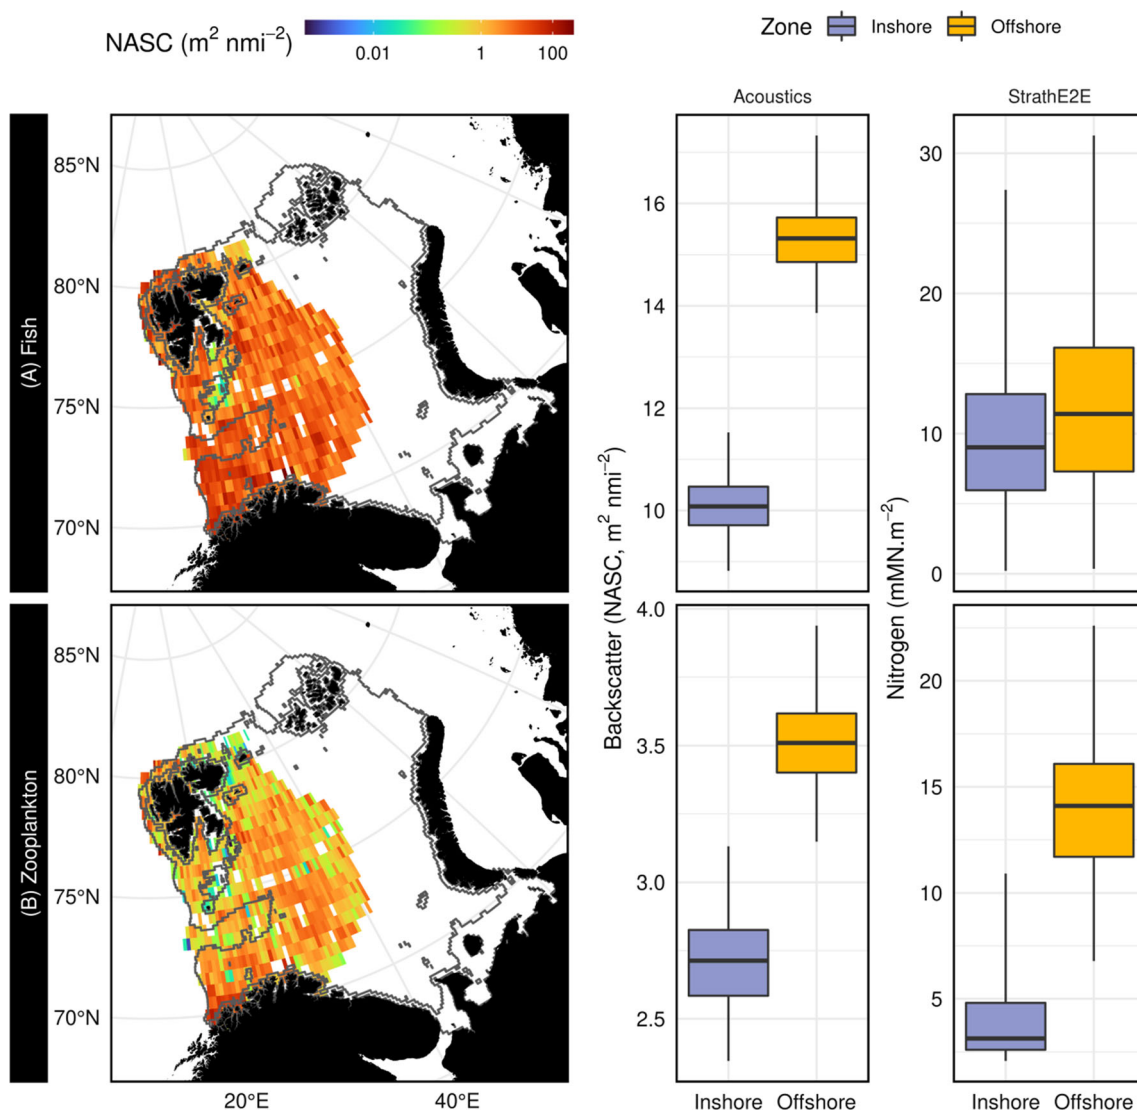 NASC (m² nmi⁻²)
0.01 1 100
Zone Inshore Offshore
Acoustics
StrathE2E
(A) Fish
85°N
80°N
75°N
70°N
16
14
12
10
30
20
10
0
Backscatter (NASC, m² nmi⁻²)
Nitrogen (mMN.m⁻²)
(B) Zooplankton
85°N
80°N
75°N
70°N
4.0
3.5
3.0
2.5
20
15
10
5
20°E 40°E
Inshore Offshore
Inshore Offshore